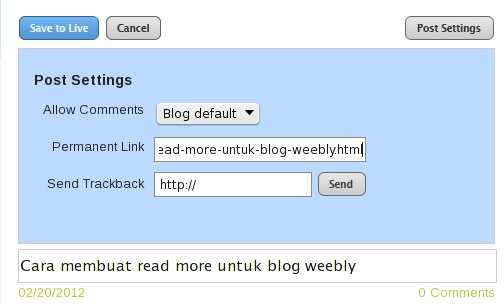 Save to Live Cancel Post Settings
Post Settings
Allow Comments Blog default
Permanent Link ead-more-untuk-blog-weebly.html
Send Trackback http:// Send
Cara membuat read more untuk blog weebly
02/20/2012 0 Comments